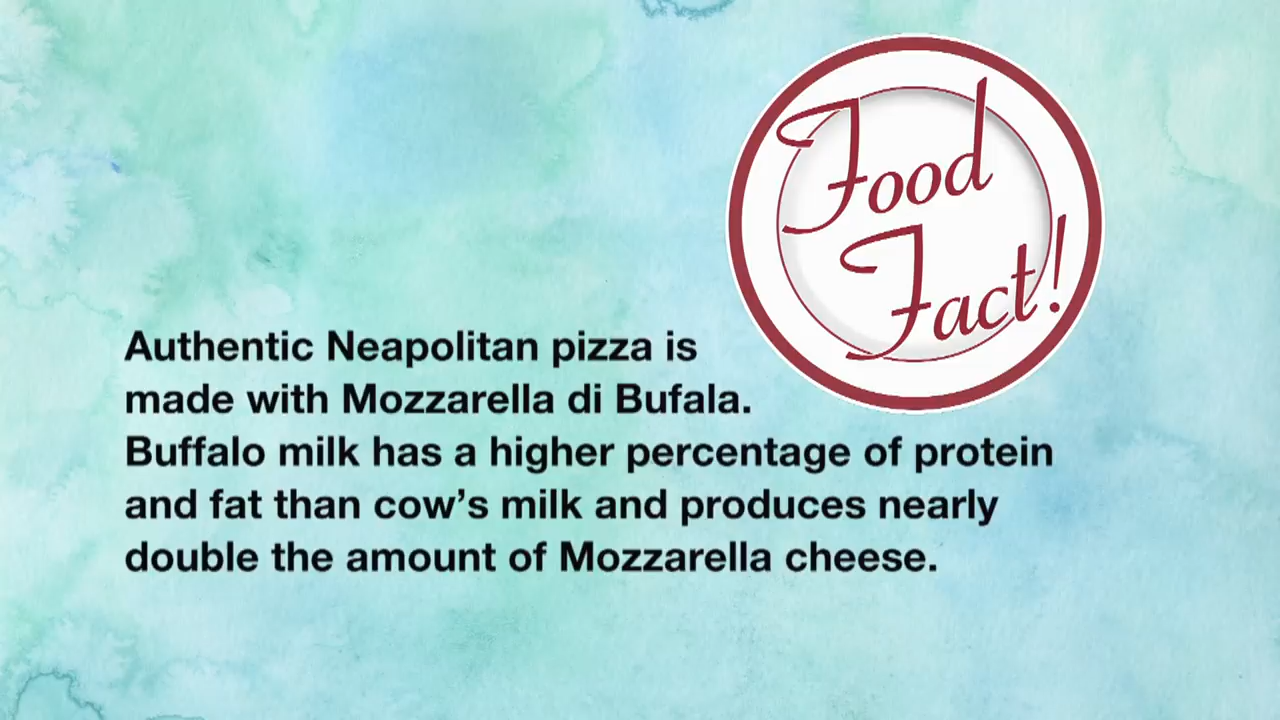 Food
Fact!
Authentic Neapolitan pizza is
made with Mozzarella di Bufala.
Buffalo milk has a higher percentage of protein
and fat than cow’s milk and produces nearly
double the amount of Mozzarella cheese.